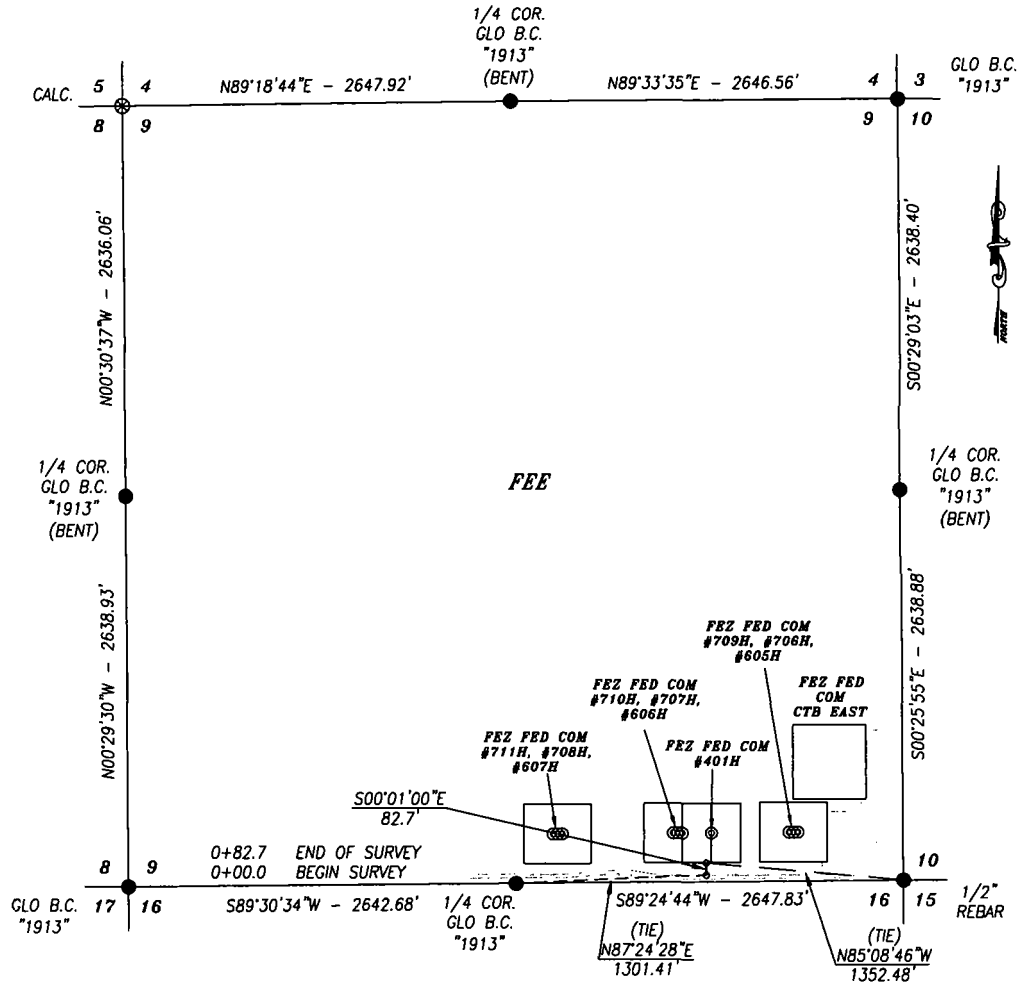 1/4 COR.
GLO B.C.
"1913"
(BENT)
5 4
CALC.
8 9
N89°18'44"E - 2647.92'
N89°33'35"E - 2646.56'
4 3
9 10
GLO B.C.
"1913"
N00°30'37"W - 2636.06'
S00°29'03"E - 2638.40'
NORTH
1/4 COR.
GLO B.C.
"1913"
(BENT)
FEE
1/4 COR.
GLO B.C.
"1913"
(BENT)
N00°29'30"W - 2638.93'
S00°25'55"E - 2638.88'
FEZ FED COM
#709H, #706H,
#605H
FEZ FED COM
#710H, #707H,
#606H
FEZ FED
COM
CTB EAST
FEZ FED COM
#711H, #708H,
#607H
FEZ FED COM
#401H
S00°01'00"E
82.7'
0+82.7 END OF SURVEY
0+00.0 BEGIN SURVEY
8 9
17 16
GLO B.C.
"1913"
S89°30'34"W - 2642.68'
1/4 COR.
GLO B.C.
"1913"
S89°24'44"W - 2647.83'
10
16 15
1/2"
REBAR
(TIE)
N87°24'28"E
1301.41'
(TIE)
N85°08'46"W
1352.48'